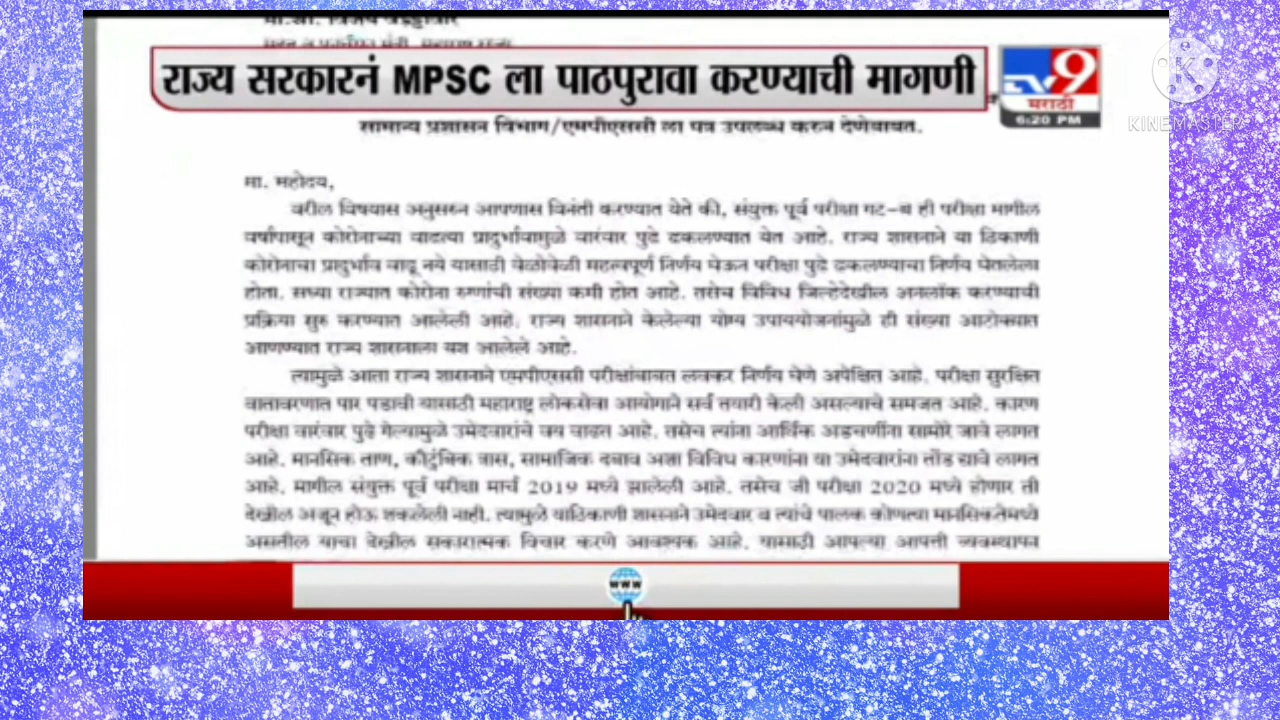 राज्य सरकारनं MPSC ला पाठपुरावा करण्याची मागणी
TV9
मराठी
6:20 PM
KINEMASTER
सामान्य प्रशासन विभाग/एमपीएससी ला पत्र उपलब्ध करुन देणेबाबत.
मा. महोदय,
वरील विषयास अनुसरुन आपणास विनंती करण्यात येते की, संयुक्त पूर्व परीक्षा गट-ब ही परीक्षा मागील
वर्षापासून कोरोनाच्या वाढत्या प्रादुर्भावामुळे वारंवार पुढे ढकलण्यात येत आहे. राज्य शासनाने या ठिकाणी
कोरोनाचा प्रादुर्भाव वाढू नये यासाठी वेळोवेळी महत्वपूर्ण निर्णय घेऊन परीक्षा पुढे ढकलण्याचा निर्णय घेतलेला
होता. सध्या राज्यात कोरोना रुग्णांची संख्या कमी होत आहे. तसेच विविध जिल्हेदेखील अनलॉक करण्याची
प्रक्रिया सुरु करण्यात आलेली आहे. राज्य शासनाने केलेल्या योग्य उपाययोजनांमुळे ही संख्या आटोक्यात
आणण्यात राज्य शासनाला यश आलेले आहे.
त्यामुळे आता राज्य शासनाने एमपीएससी परीक्षांबाबत लवकर निर्णय घेणे अपेक्षित आहे. परीक्षा सुरक्षित
वातावरणात पार पडावी यासाठी महाराष्ट्र लोकसेवा आयोगाने सर्व तयारी केली असल्याचे समजत आहे. कारण
परीक्षा वारंवार पुढे गेल्यामुळे उमेदवारांचे वय वाढत आहे. तसेच त्यांना आर्थिक अडचणींना सामोरे जावे लागत
आहे. मानसिक ताण, कौटुंबिक त्रास, सामाजिक दबाव अशा विविध कारणांना या उमेदवारांना तोंड द्यावे लागत
आहे. मागील संयुक्त पूर्व परीक्षा मार्च 2019 मध्ये झालेली आहे. तसेच जी परीक्षा 2020 मध्ये होणार ती
देखील अजून होऊ शकलेली नाही. त्यामुळे याठिकाणी शासनाने उमेदवार व त्यांचे पालक कोणत्या मानसिकतेमध्ये
असतील याचा देखील सकारात्मक विचार करणे आवश्यक आहे. यासाठी आपल्या आपत्ती व्यवस्थापन
www